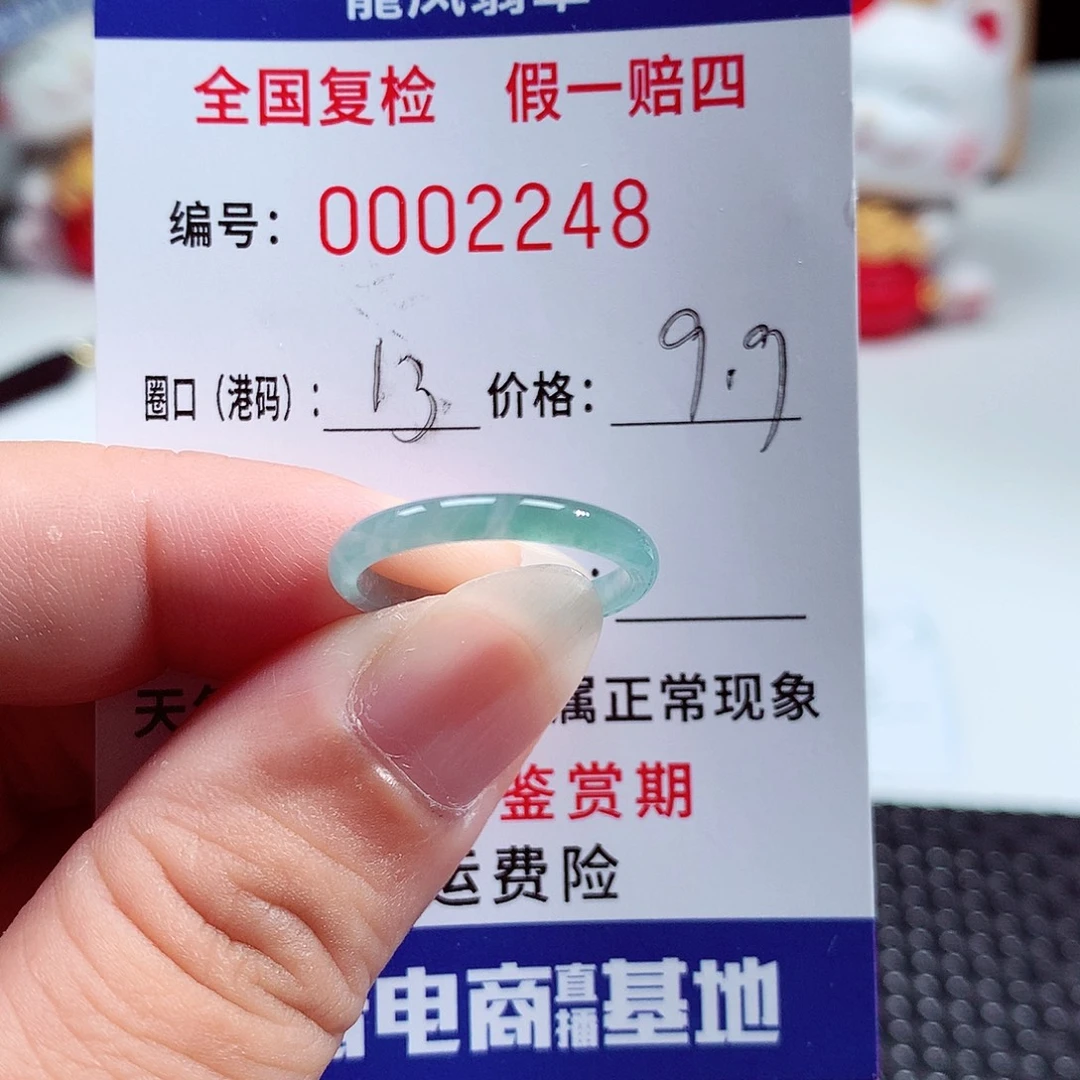 全国复检 假一赔四
编号：0002248
圈口（港码）：13 价格：9.9
：
天 属正常现象
鉴赏期
运费险
电商直播基地